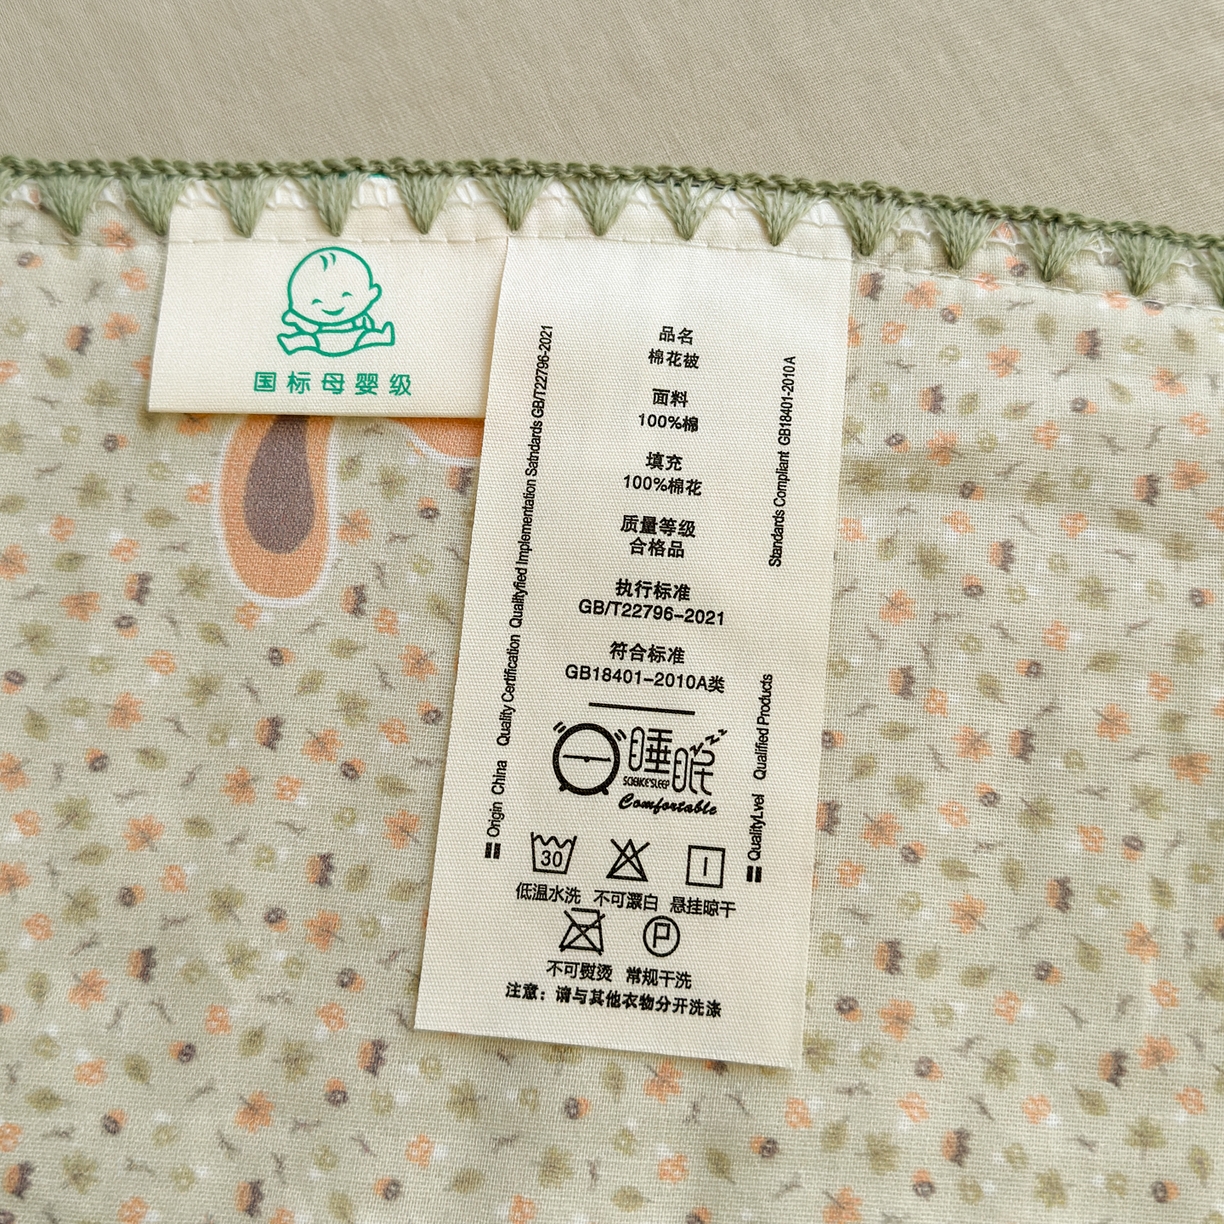 国标母婴级
品名
棉花被
面料
100%棉
填充
100%棉花
质量等级
合格品
执行标准
GB/T22796-2021
符合标准
GB18401-2010A类
睡眠
zzz
SCIENCE'SLEEP
Comfortable
30
低温水洗 不可漂白 悬挂晾干
P
不可熨烫 常规干洗
注意：请与其他衣物分开洗涤
Origin China Quality Certification Qualityfied Implementation Satndards GB/T22796-2021
QualityLvel Qualified Products Standards Compliant GB18401-2010A